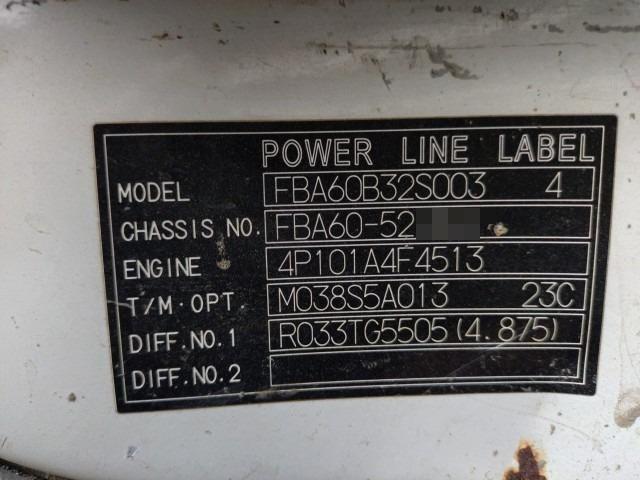 POWER LINE LABEL
MODEL FBA60B32S003 4
CHASSIS NO. FBA60-52
ENGINE 4P101A4F4513
T/M OPT. M038S5A013 23C
DIFF.NO.1 R033TG5505(4.875)
DIFF.NO.2